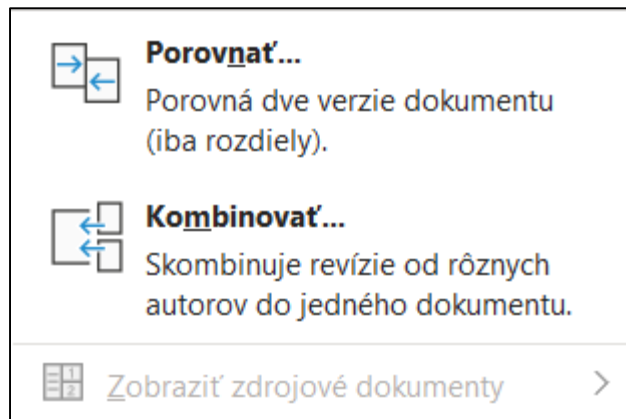 Porovnať...
Porovná dve verzie dokumentu
(iba rozdiely).
Kombinovať...
Skombinuje revízie od rôznych
autorov do jedného dokumentu.
Zobraziť zdrojové dokumenty